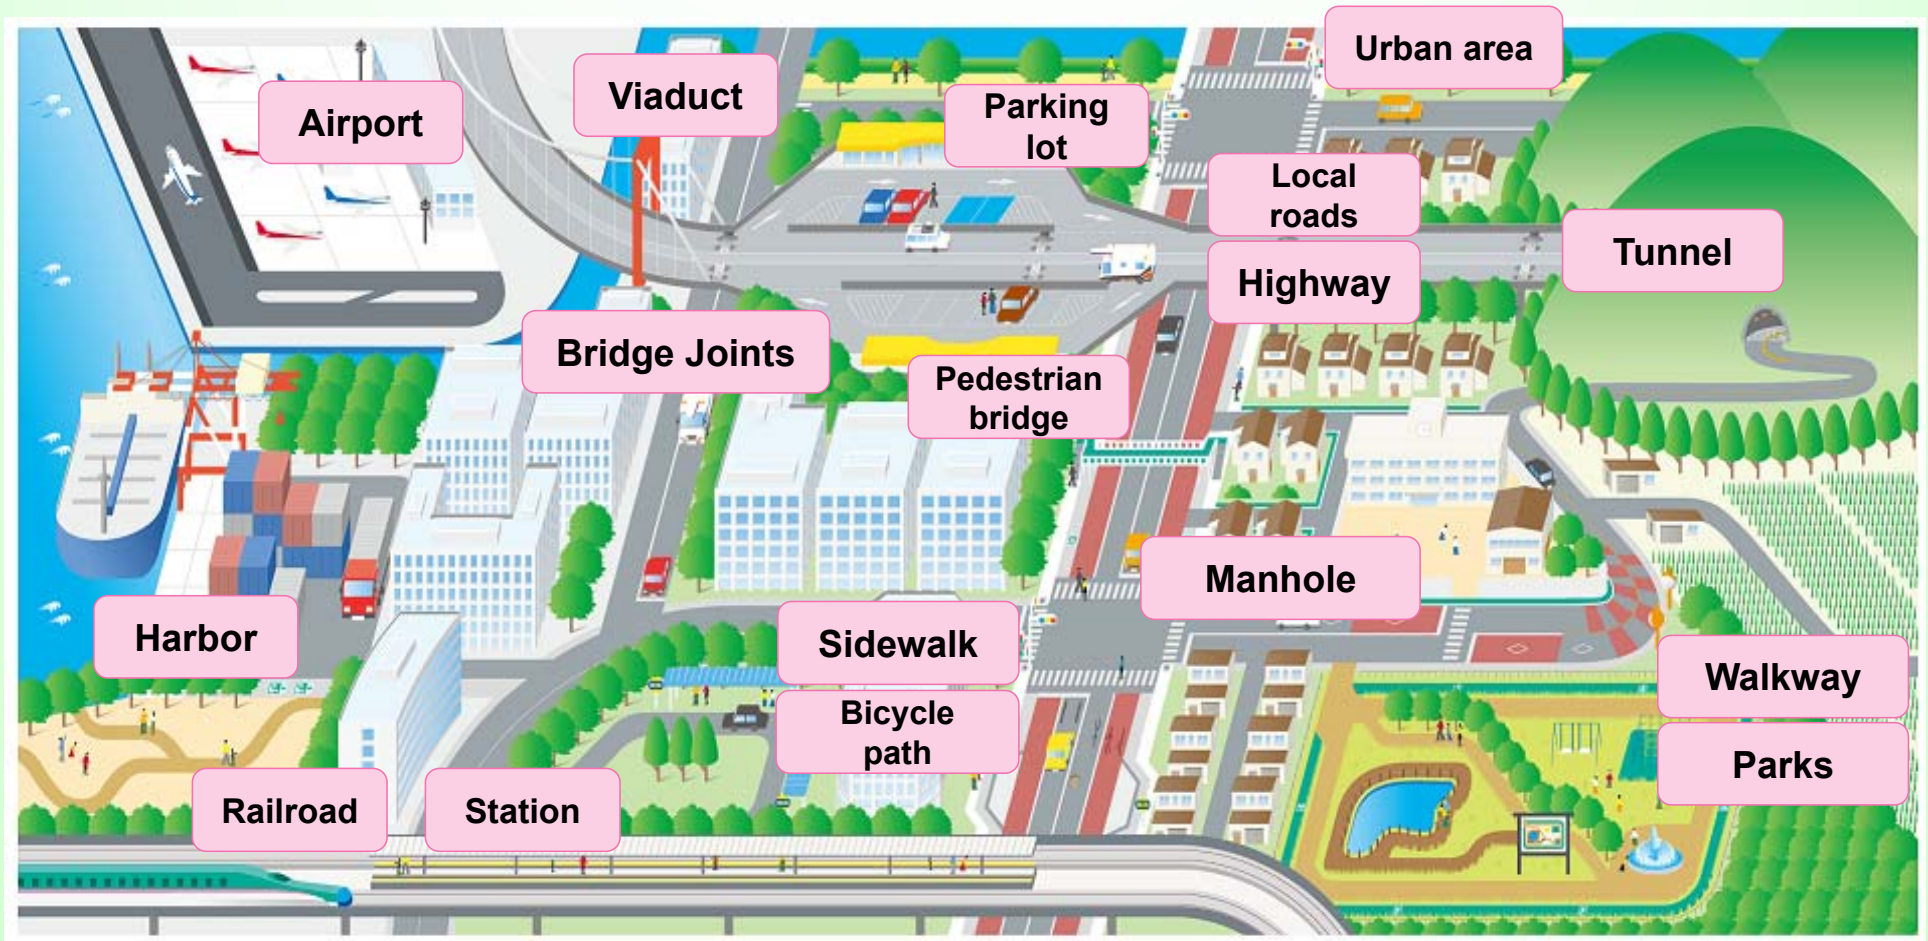 Urban area
Viaduct
Airport
Parking
lot
Local
roads
Tunnel
Highway
Bridge Joints
Pedestrian
bridge
Manhole
Harbor
Sidewalk
Walkway
Bicycle
path
Parks
Railroad
Station